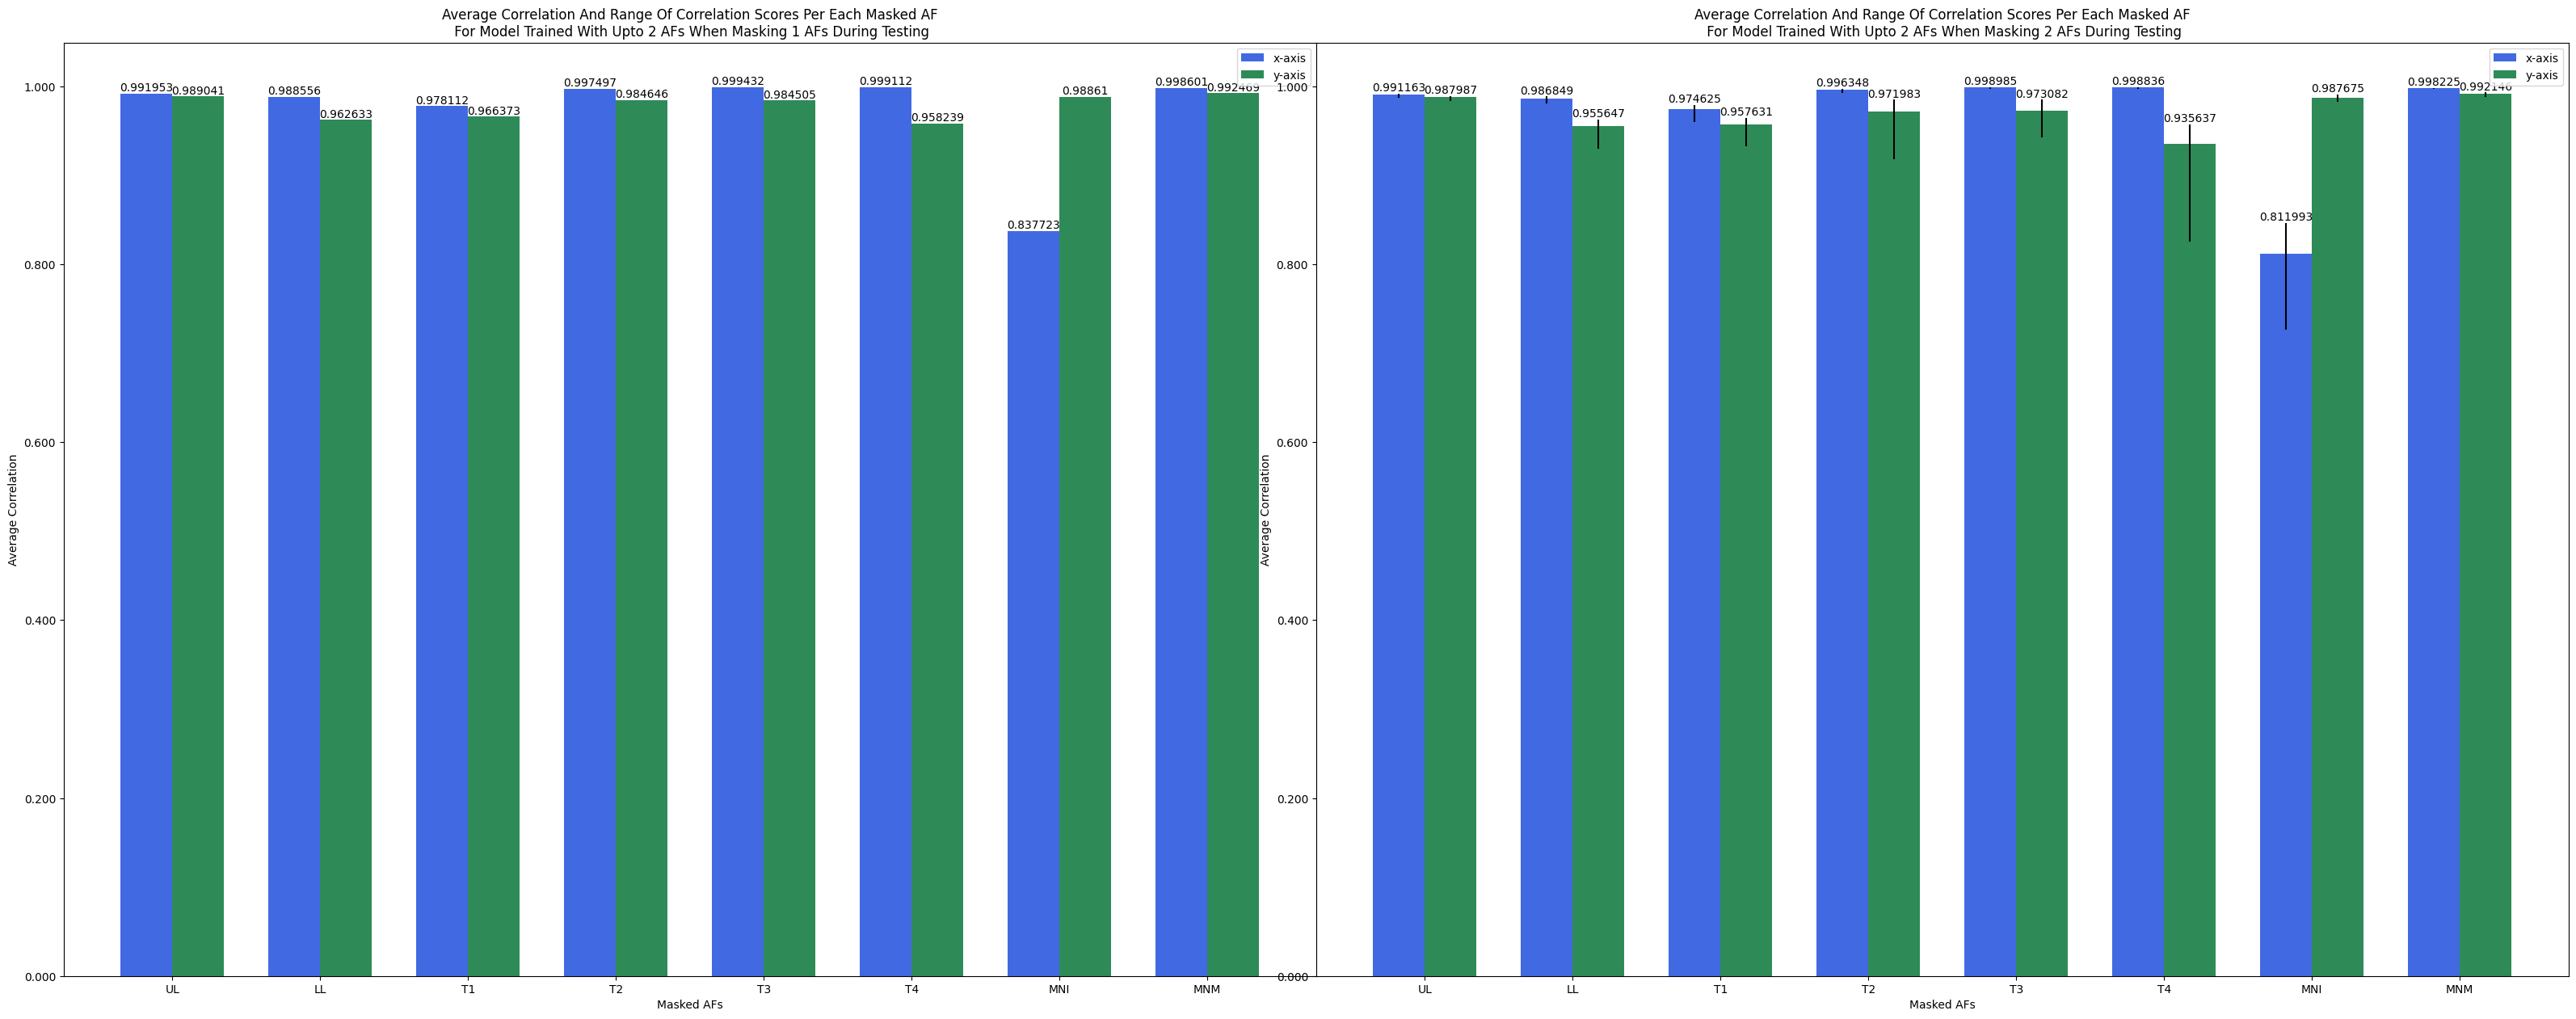 Average Correlation And Range Of Correlation Scores Per Each Masked AF
For Model Trained With Upto 2 AFs When Masking 1 AFs During Testing
x-axis
y-axis
1.000
0.800
0.600
0.400
0.200
0.000
Average Correlation
0.991953
0.989041
0.988556
0.962633
0.978112
0.966373
0.997497
0.984646
0.999432
0.984505
0.999112
0.958239
0.837723
0.98861
0.998601
0.992469
UL
LL
T1
T2
T3
T4
MNI
MNM
Masked AFs
Average Correlation And Range Of Correlation Scores Per Each Masked AF
For Model Trained With Upto 2 AFs When Masking 2 AFs During Testing
x-axis
y-axis
1.000
0.800
0.600
0.400
0.200
0.000
Average Correlation
0.991163
0.987987
0.986849
0.955647
0.974625
0.957631
0.996348
0.971983
0.998985
0.973082
0.998836
0.935637
0.811993
0.987675
0.998225
0.992146
UL
LL
T1
T2
T3
T4
MNI
MNM
Masked AFs